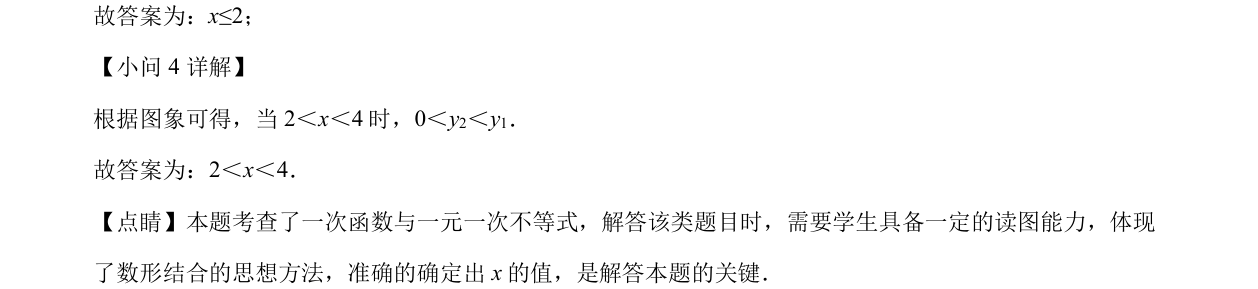 故答案为：x≤2；
【小问 4 详解】
根据图象可得，当 2＜x＜4 时，0＜y₂＜y₁．
故答案为：2＜x＜4．
【点睛】本题考查了一次函数与一元一次不等式，解答该类题目时，需要学生具备一定的读图能力，体现
了数形结合的思想方法，准确的确定出 x 的值，是解答本题的关键．